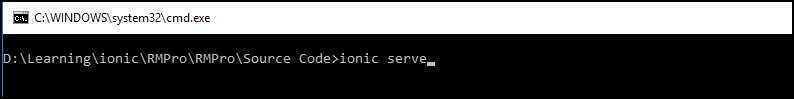 C:\WINDOWS\system32\cmd.exe
D:\Learning\ionic\RMPro\RMPro\Source Code>ionic serve